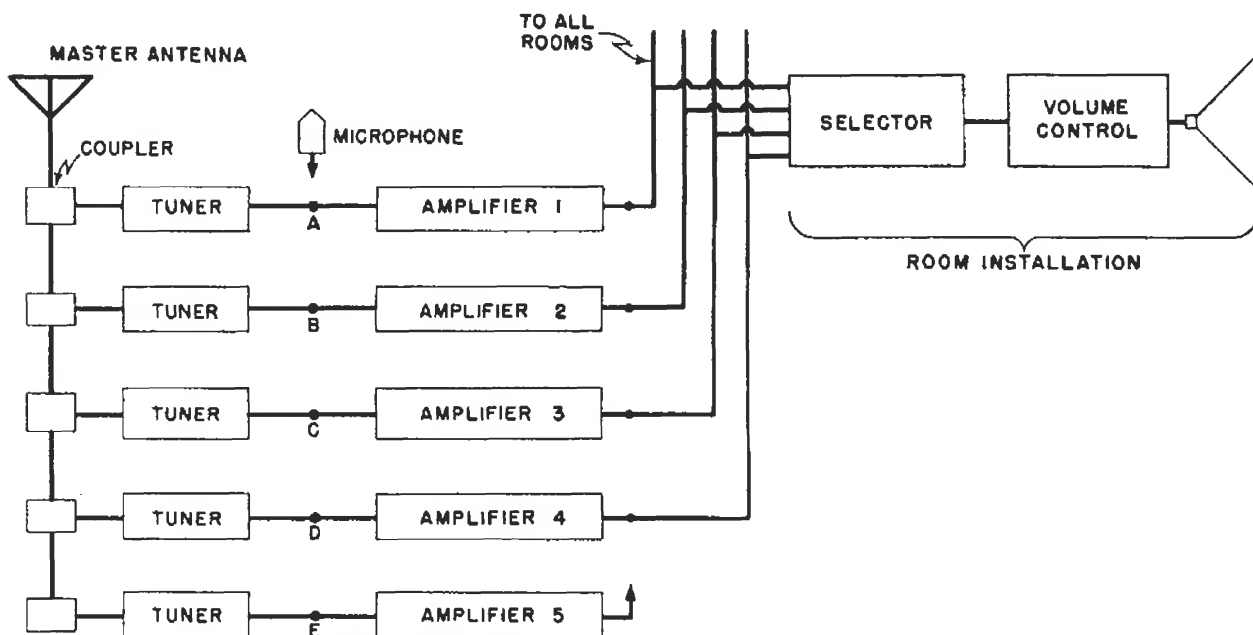 TO ALL
ROOMS
MASTER ANTENNA
COUPLER
MICROPHONE
SELECTOR
VOLUME
CONTROL
ROOM INSTALLATION
TUNER
A
AMPLIFIER 1
TUNER
B
AMPLIFIER 2
TUNER
C
AMPLIFIER 3
TUNER
D
AMPLIFIER 4
TUNER
E
AMPLIFIER 5